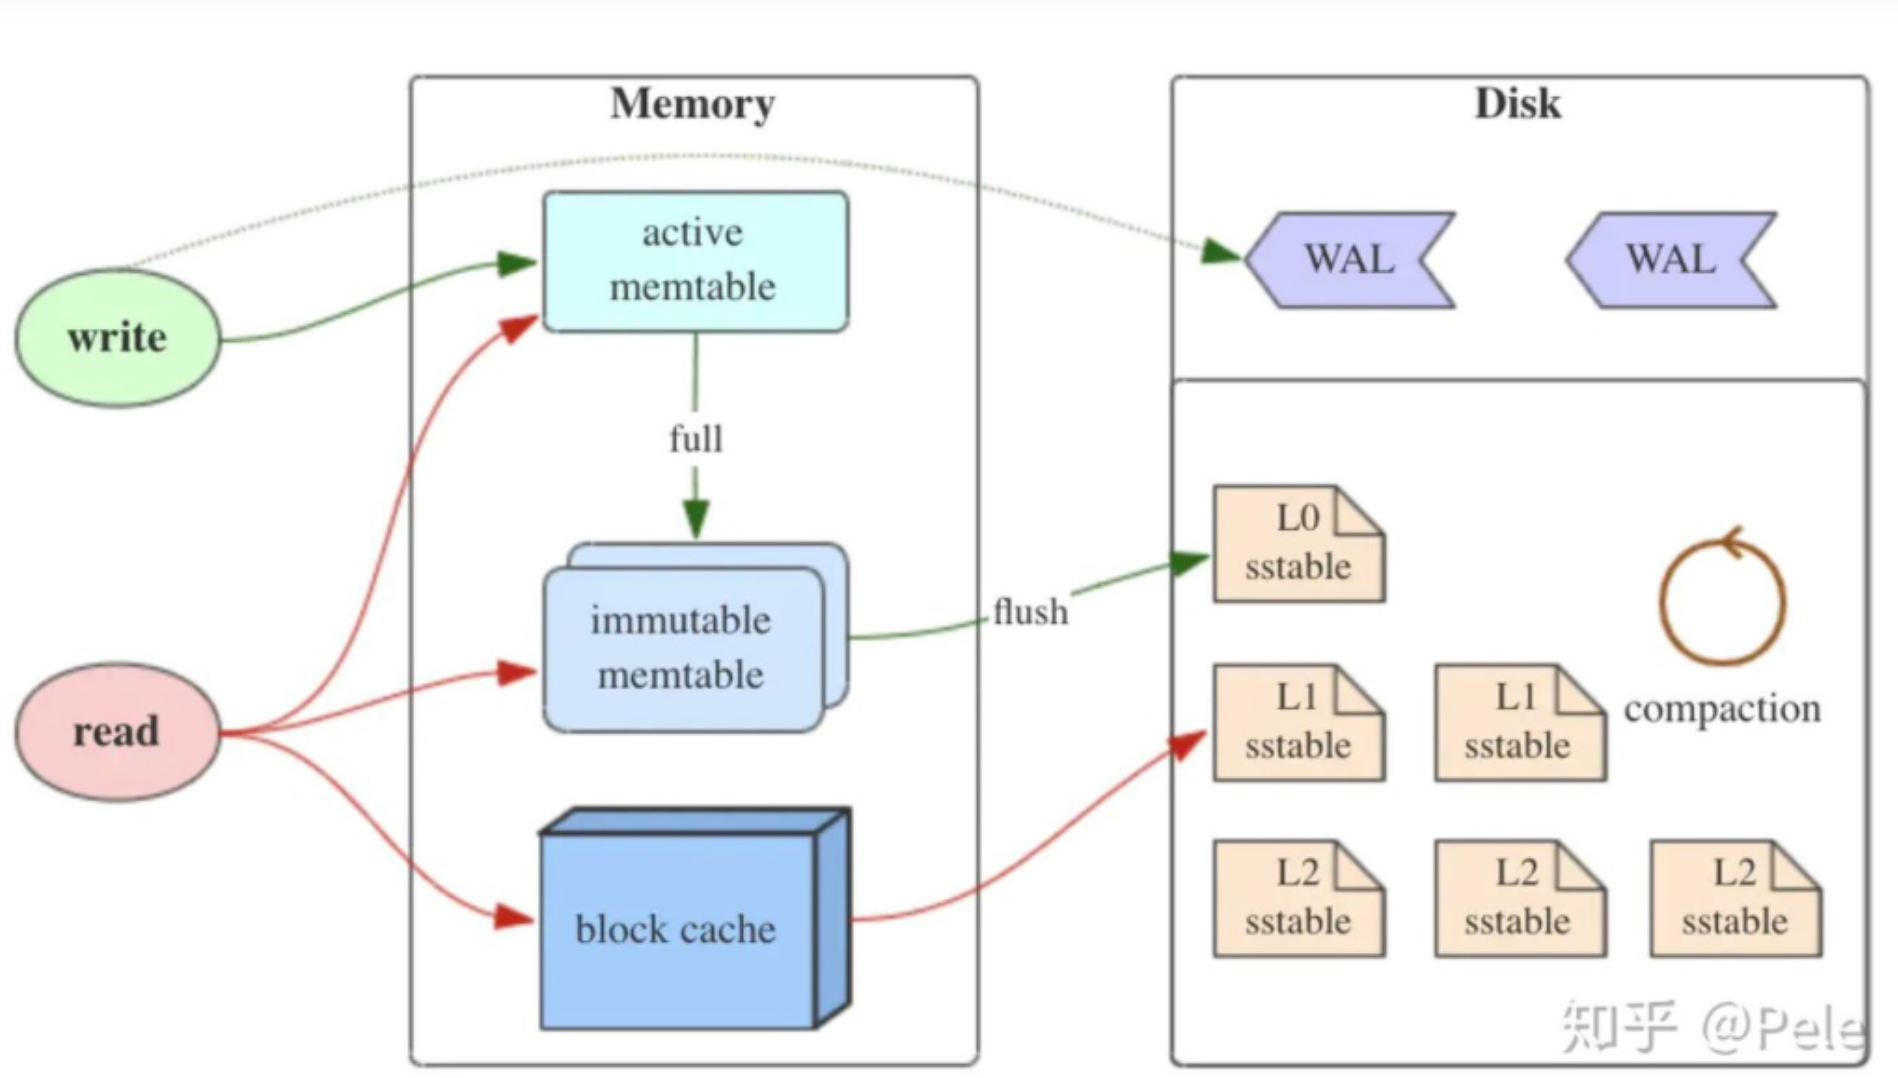 Memory
Disk
active
memtable
WAL
WAL
write
full
L0
sstable
immutable
memtable
flush
L1
sstable
L1
sstable
compaction
read
block cache
L2
sstable
L2
sstable
L2
sstable
知乎 @Pele